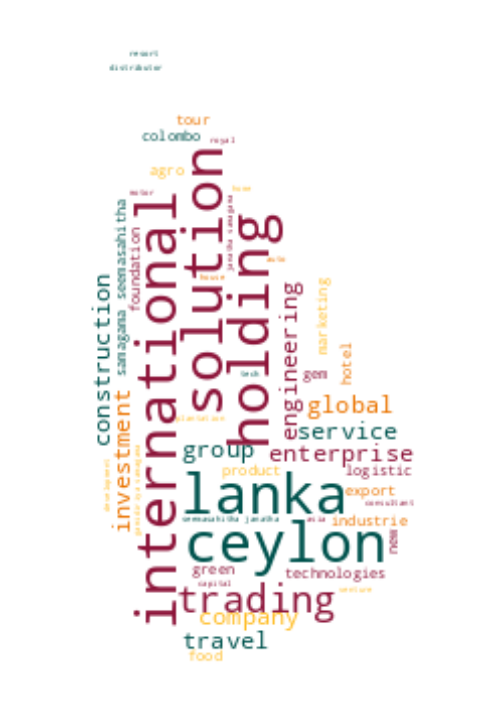 resort
distributor
tour
colombo
royal
agro
home
motor
international
solution
holding
samagama seemasahitha
foundation
janatha samagama
auto
house
construction
engineering
marketing
hotel
tech
gem
investment
global
plantation
service
group
enterprise
product
logistic
development
lanka
export
consultant
seemasahitha janatha
asia
industrie
ceylon
new
green
technologies
capital
venture
trading
company
travel
food